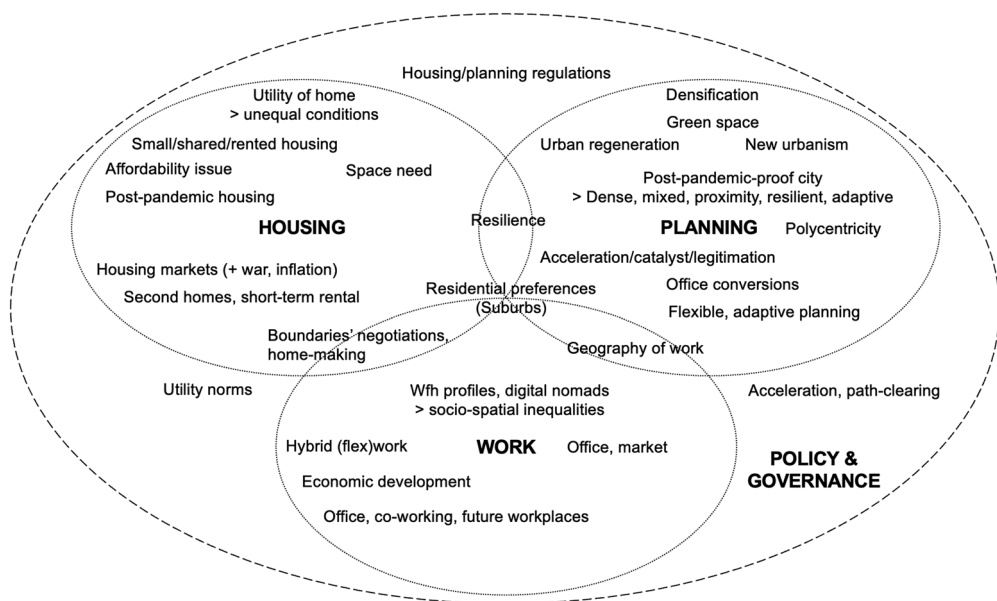 Housing/planning regulations
Utility of home
> unequal conditions
Small/shared/rented housing
Affordability issue
Space need
Post-pandemic housing
HOUSING
Housing markets (+ war, inflation)
Second homes, short-term rental
Densification
Green space
Urban regeneration
New urbanism
Post-pandemic-proof city
> Dense, mixed, proximity, resilient, adaptive
PLANNING
Polycentricity
Acceleration/catalyst/legitimation
Office conversions
Flexible, adaptive planning
Resilience
Residential preferences
(Suburbs)
Boundaries’ negotiations,
home-making
Geography of work
Utility norms
Wfh profiles, digital nomads
> socio-spatial inequalities
Hybrid (flex)work
WORK
Office, market
Economic development
Office, co-working, future workplaces
Acceleration, path-clearing
POLICY &
GOVERNANCE